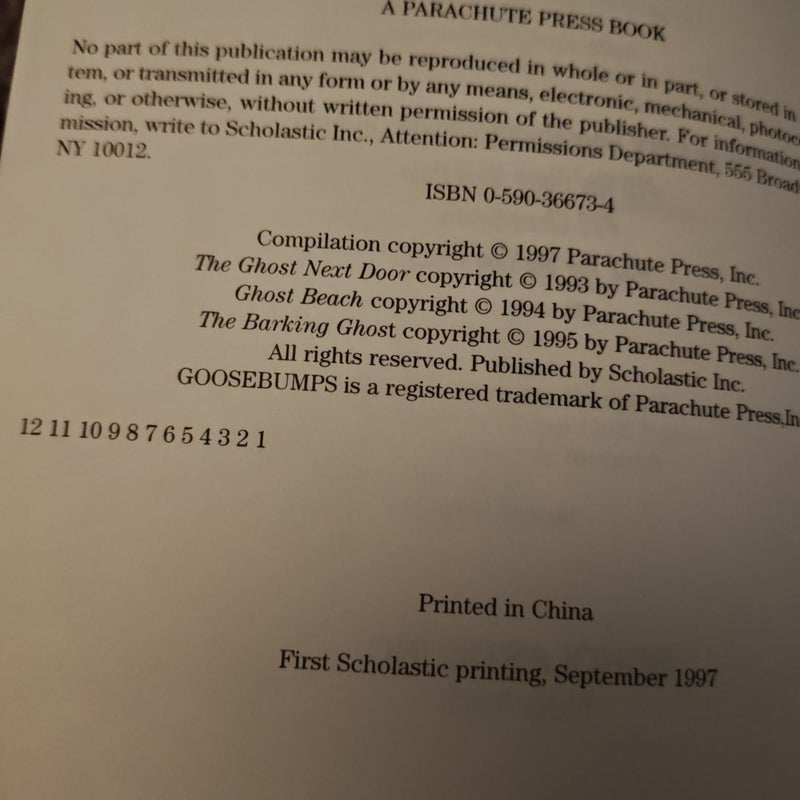 A PARACHUTE PRESS BOOK
No part of this publication may be reproduced in whole or in part, or stored in
tem, or transmitted in any form or by any means, electronic, mechanical, photoc
ing, or otherwise, without written permission of the publisher. For information
mission, write to Scholastic Inc., Attention: Permissions Department, 555 Broad
NY 10012.
ISBN 0-590-36673-4
Compilation copyright © 1997 Parachute Press, Inc.
The Ghost Next Door copyright © 1993 by Parachute Press, Inc
Ghost Beach copyright © 1994 by Parachute Press, Inc.
The Barking Ghost copyright © 1995 by Parachute Press, Inc.
All rights reserved. Published by Scholastic Inc.
GOOSEBUMPS is a registered trademark of Parachute Press,In
12 11 10 9 8 7 6 5 4 3 2 1
Printed in China
First Scholastic printing, September 1997